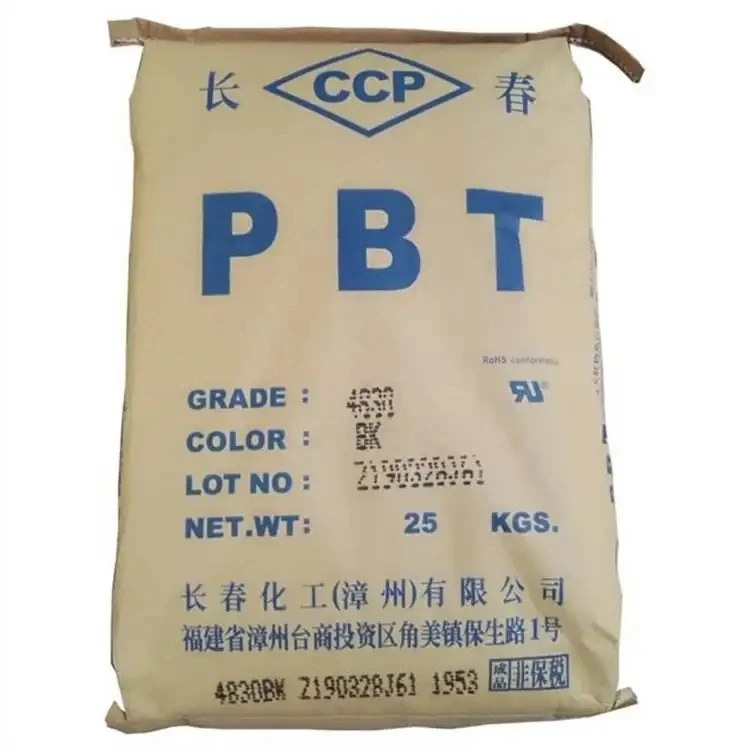 长 CCP 春
PBT
RoHS conformity
GRADE : 4830
COLOR : BK
LOT NO : Z190328J61
NET.WT: 25 KGS.
长春化工(漳州)有限公司
福建省漳州台商投资区角美镇保生路1号
4830BK Z190328J61 1953 成品 非保税